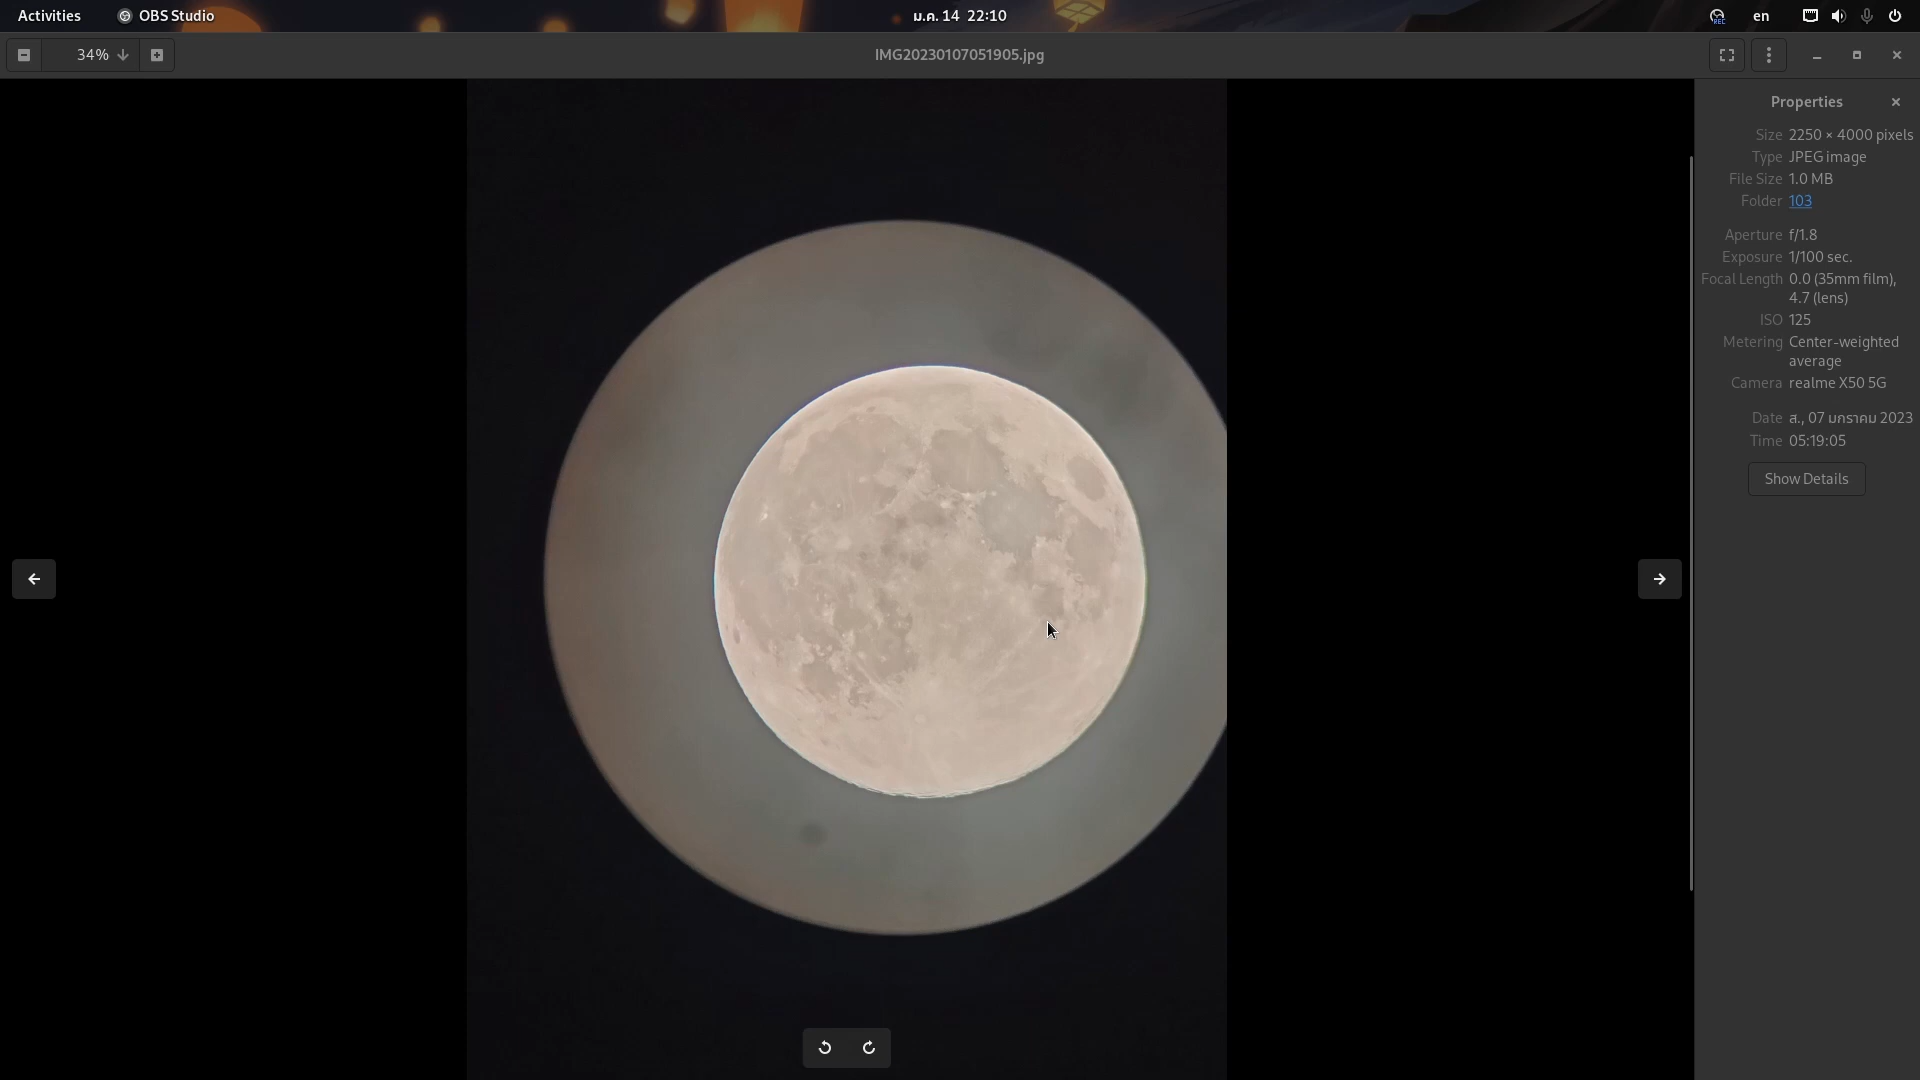 Activities OBS Studio ม.ค. 14 22:10 REC en
34% IMG20230107051905.jpg
Properties
Size 2250 × 4000 pixels
Type JPEG image
File Size 1.0 MB
Folder 103
Aperture f/1.8
Exposure 1/100 sec.
Focal Length 0.0 (35mm film),
4.7 (lens)
ISO 125
Metering Center-weighted
average
Camera realme X50 5G
Date ส., 07 มกราคม 2023
Time 05:19:05
Show Details